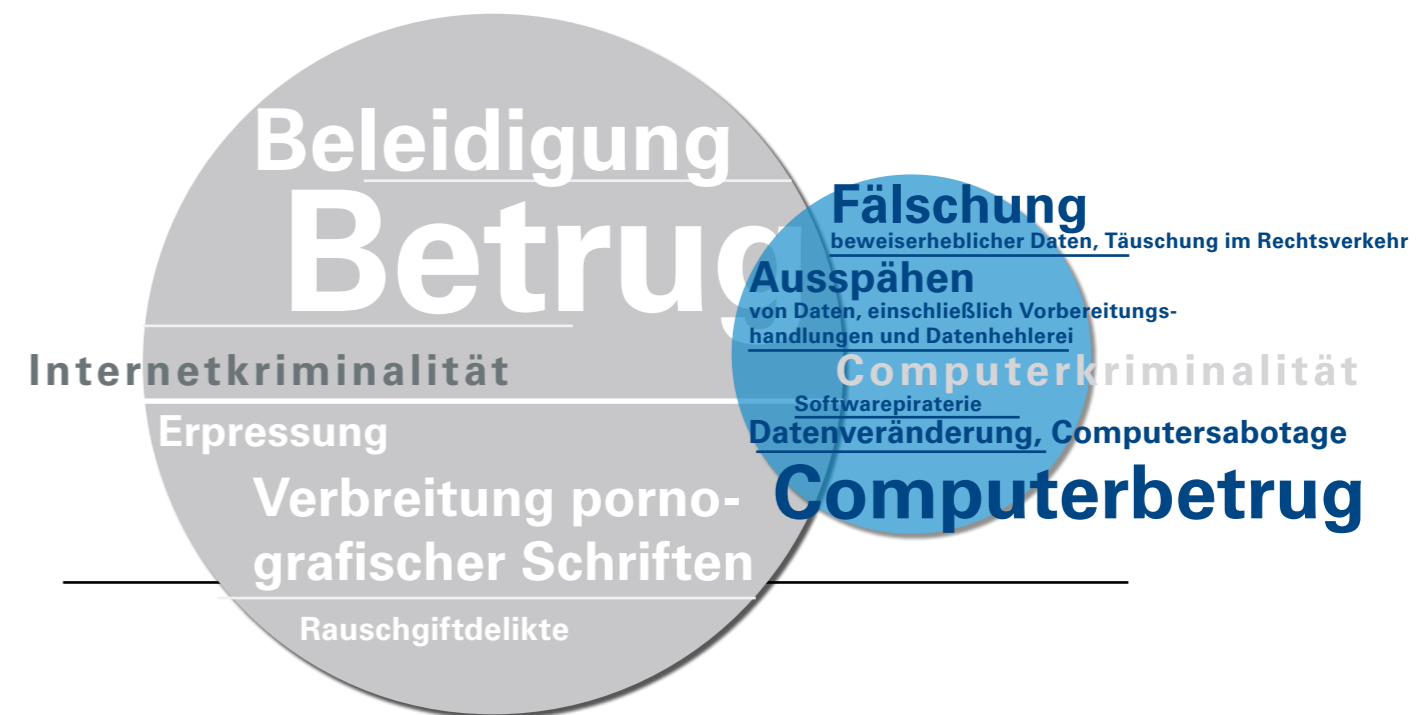 Beleidigung
Betrug
Internetkriminalität
Erpressung
Verbreitung porno-
grafischer Schriften
Rauschgiftdelikte
Fälschung
beweiserheblicher Daten, Täuschung im Rechtsverkehr
Ausspähen
von Daten, einschließlich Vorbereitungs-
handlungen und Datenhehlerei
Computerkriminalität
Softwarepiraterie
Datenveränderung, Computersabotage
Computerbetrug